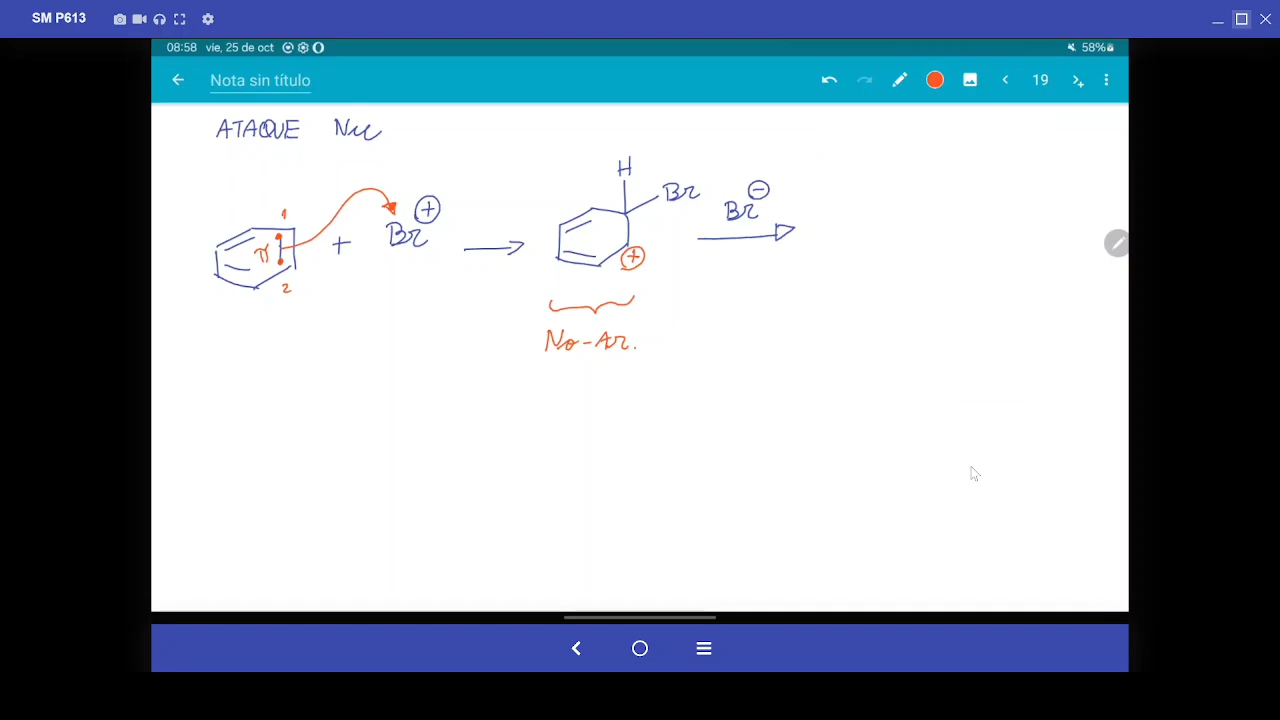 SM P613
08:58 vie, 25 de oct 58%
Nota sin título 19
ATAQUE Nu
H
Br
Br +
Br −
1
π + +
2
No-Ar.